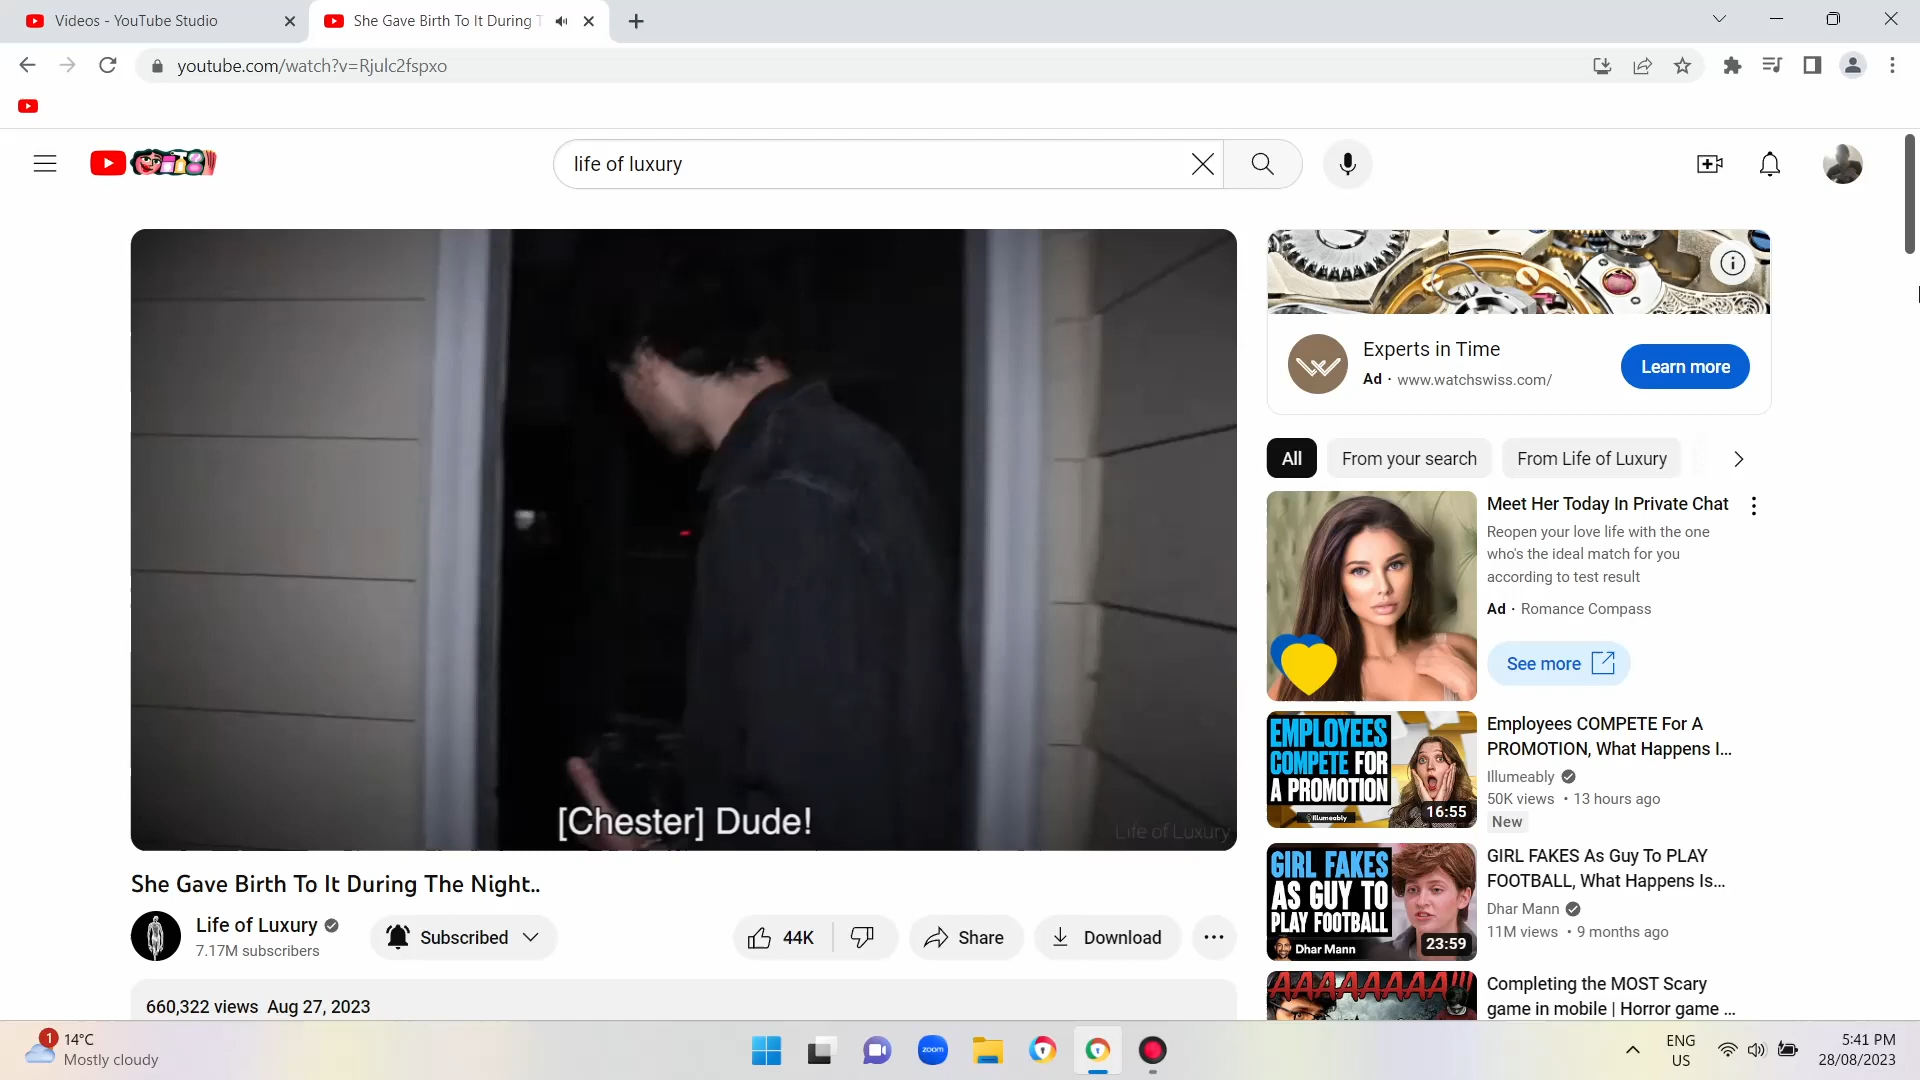 Videos - YouTube Studio
She Gave Birth To It During T
youtube.com/watch?v=Rjulc2fspxo
life of luxury
[Chester] Dude!
Life of Luxury
She Gave Birth To It During The Night..
Life of Luxury
7.17M subscribers
Subscribed
44K
Share
Download
660,322 views Aug 27, 2023
Experts in Time
Ad · www.watchswiss.com/
Learn more
All
From your search
From Life of Luxury
Meet Her Today In Private Chat
Reopen your love life with the one
who's the ideal match for you
according to test result
Ad · Romance Compass
See more
EMPLOYEES
COMPETE FOR
A PROMOTION
Illumeably
16:55
Employees COMPETE For A
PROMOTION, What Happens I...
Illumeably
50K views • 13 hours ago
New
GIRL FAKES
AS GUY TO
PLAY FOOTBALL
Dhar Mann
23:59
GIRL FAKES As Guy To PLAY
FOOTBALL, What Happens Is...
Dhar Mann
11M views • 9 months ago
AAAAAAAA!!!
Completing the MOST Scary
game in mobile | Horror game ...
1
14°C
Mostly cloudy
zoom
ENG
US
5:41 PM
28/08/2023